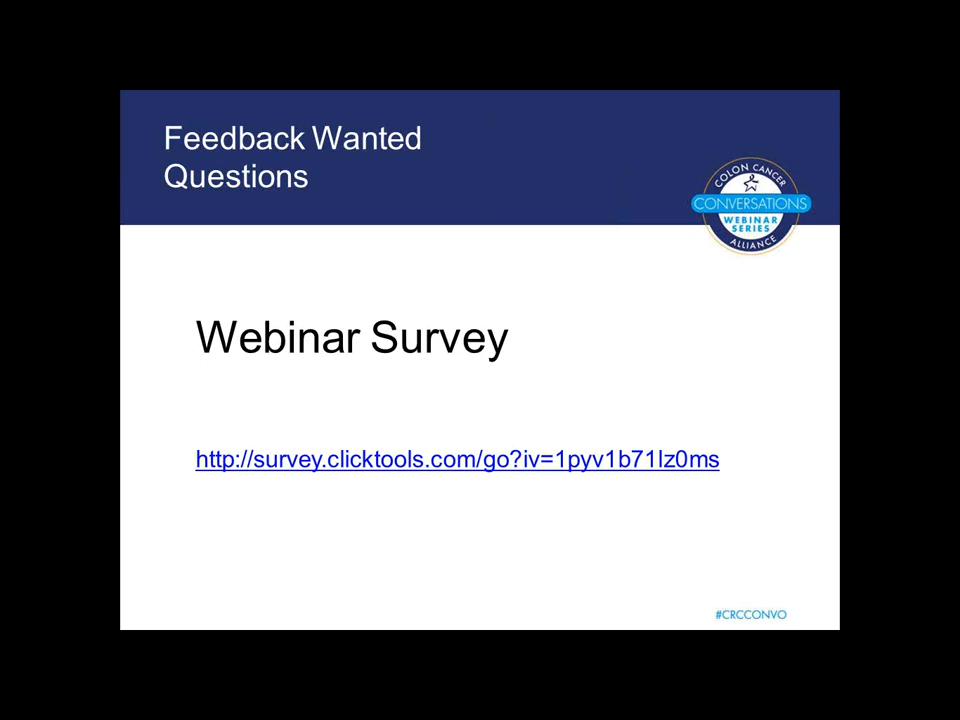 Feedback Wanted
Questions
COLON CANCER
CONVERSATIONS
WEBINAR
SERIES
ALLIANCE
Webinar Survey
http://survey.clicktools.com/go?iv=1pyv1b71lz0ms
#CRCCONVO